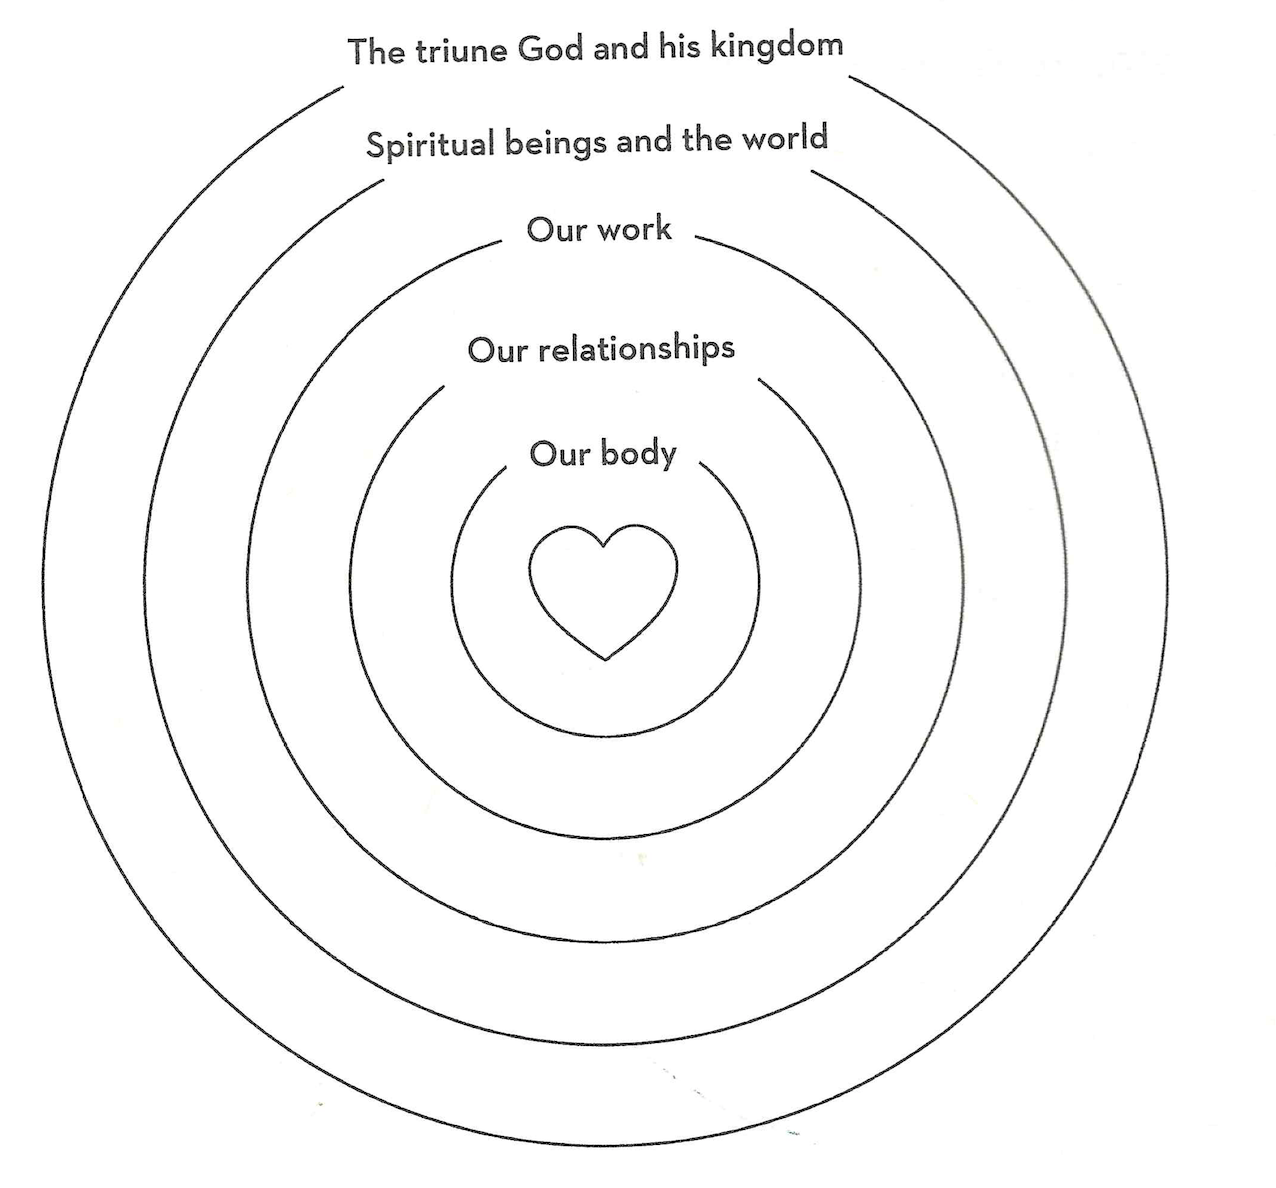 The triune God and his kingdom
Spiritual beings and the world
Our work
Our relationships
Our body